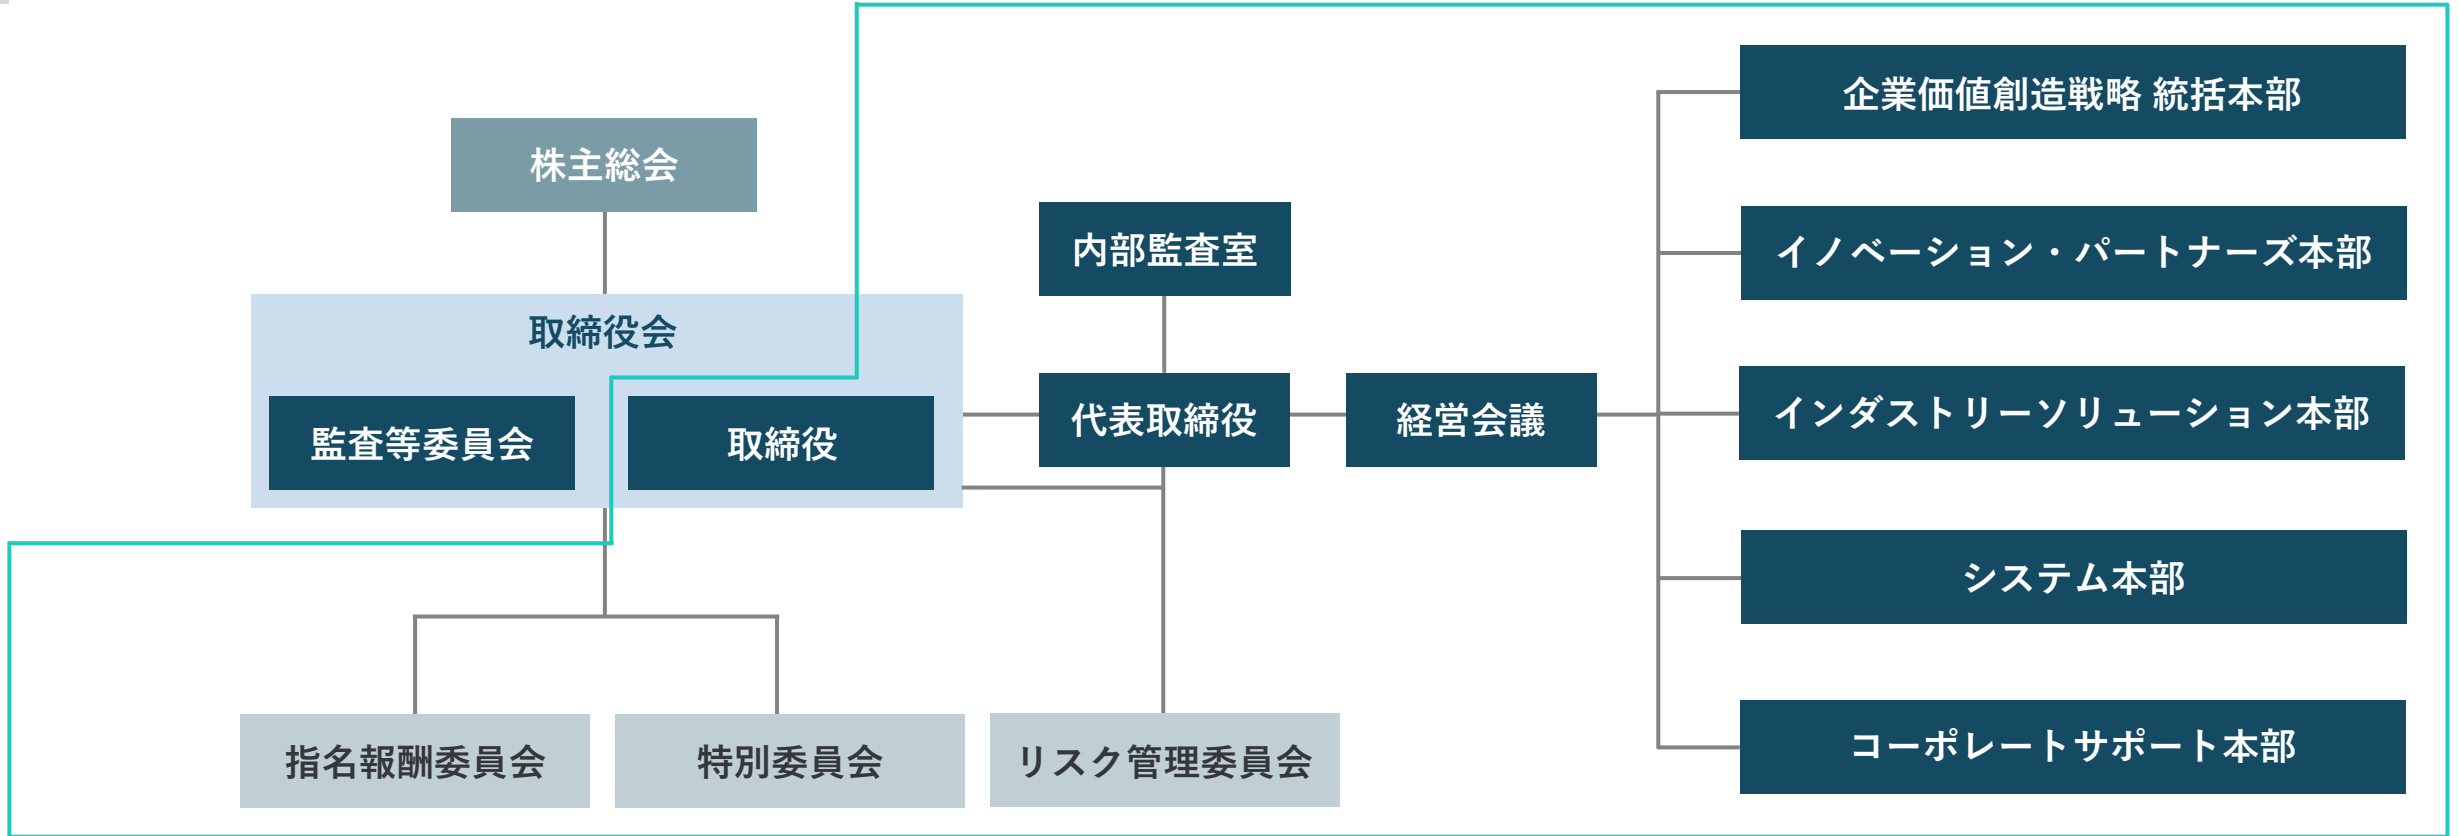 株主総会
取締役会
監査等委員会
取締役
指名報酬委員会
特別委員会
リスク管理委員会
内部監査室
代表取締役
経営会議
企業価値創造戦略 統括本部
イノベーション・パートナーズ本部
インダストリーソリューション本部
システム本部
コーポレートサポート本部